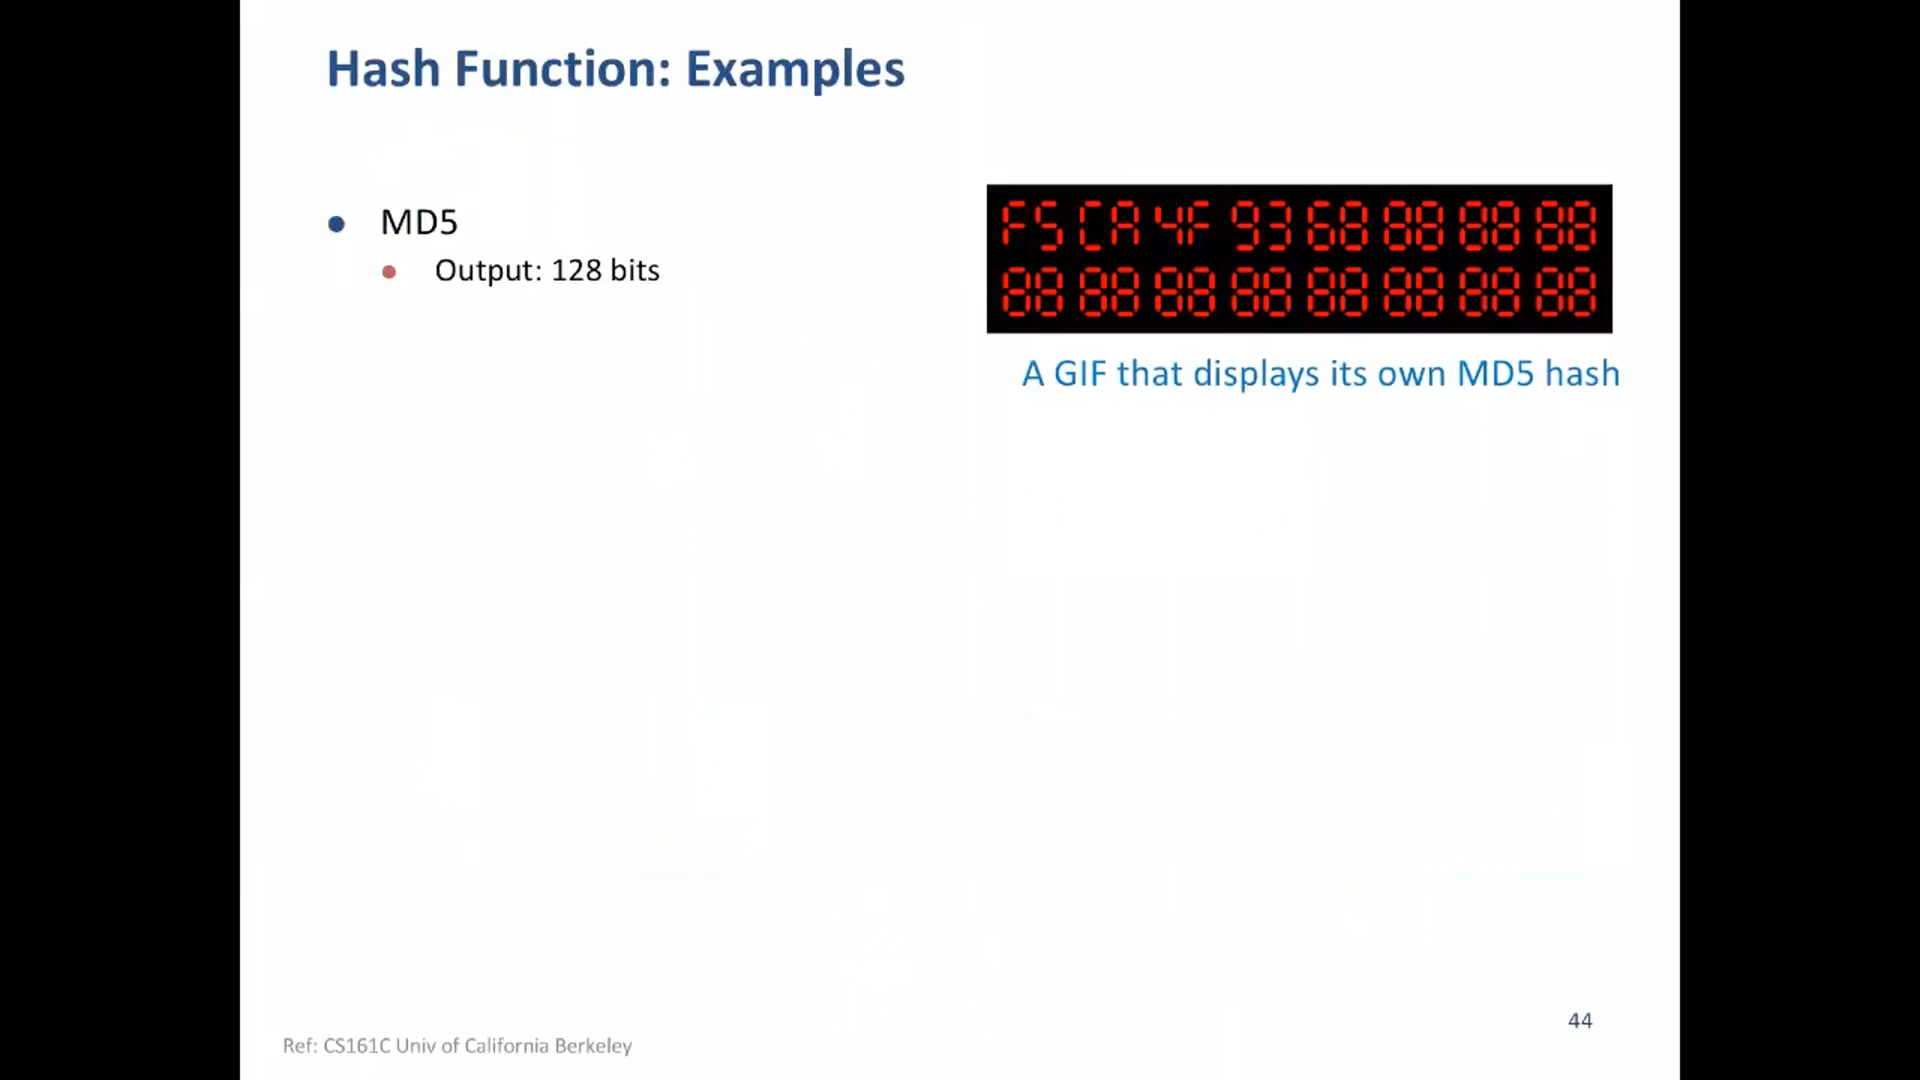 Hash Function: Examples
MD5
Output: 128 bits
F5 CA 4F 93 68 88 88 88
88 88 88 88 88 88 88 88
A GIF that displays its own MD5 hash
44
Ref: CS161C Univ of California Berkeley